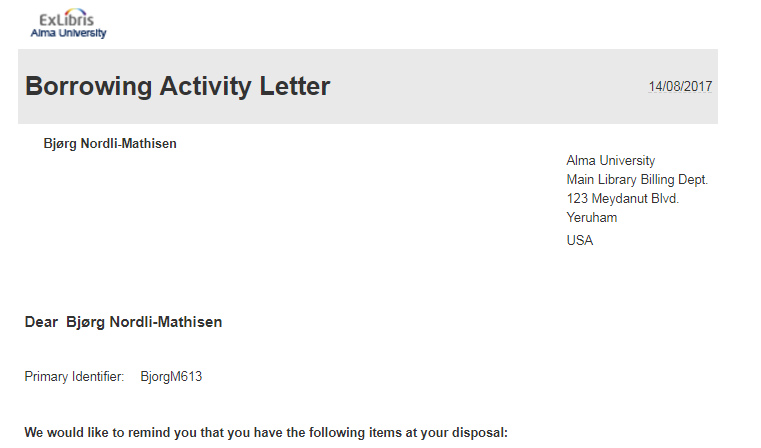 ExLibris
Alma University
Borrowing Activity Letter
14/08/2017
Bjørg Nordli-Mathisen
Alma University
Main Library Billing Dept.
123 Meydanut Blvd.
Yeruham
USA
Dear Bjørg Nordli-Mathisen
Primary Identifier: BjorgM613
We would like to remind you that you have the following items at your disposal: